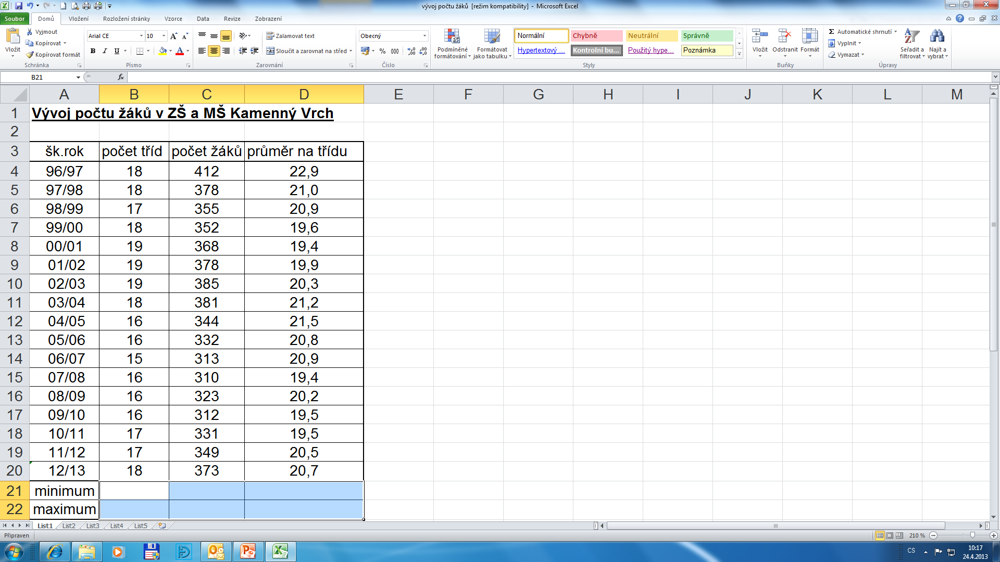 vývoj počtu žáků [režim kompatibility] - Microsoft Excel
Soubor Domů Vložení Rozložení stránky Vzorce Data Revize Zobrazení
Vložit
Vyjmout
Kopírovat
Kopírovat formát
Schránka
Arial CE 10
B I U
Písmo
Zalamovat text
Sloučit a zarovnat na střed
Zarovnání
Obecný
% 000
Číslo
Podmíněné formátování
Formátovat jako tabulku
Normální Chybně Neutrální Správně
Hypertextový ... Kontrolní bu... Použitý hype... Poznámka
Styly
Vložit Odstranit Formát
Buňky
Σ Automatické shrnutí
Vyplnit
Vymazat
Seřadit a filtrovat
Najít a vybrat
Úpravy
B21 fx
A B C D E F G H I J K L M
1 Vývoj počtu žáků v ZŠ a MŠ Kamenný Vrch
2
3 šk.rok počet tříd počet žáků průměr na třídu
4 96/97 18 412 22,9
5 97/98 18 378 21,0
6 98/99 17 355 20,9
7 99/00 18 352 19,6
8 00/01 19 368 19,4
9 01/02 19 378 19,9
10 02/03 19 385 20,3
11 03/04 18 381 21,2
12 04/05 16 344 21,5
13 05/06 16 332 20,8
14 06/07 15 313 20,9
15 07/08 16 310 19,4
16 08/09 16 323 20,2
17 09/10 16 312 19,5
18 10/11 17 331 19,5
19 11/12 17 349 20,5
20 12/13 18 373 20,7
21 minimum
22 maximum
List1 List2 List3 List4 List5
Připraven 210 %
CS 10:17
24.4.2013